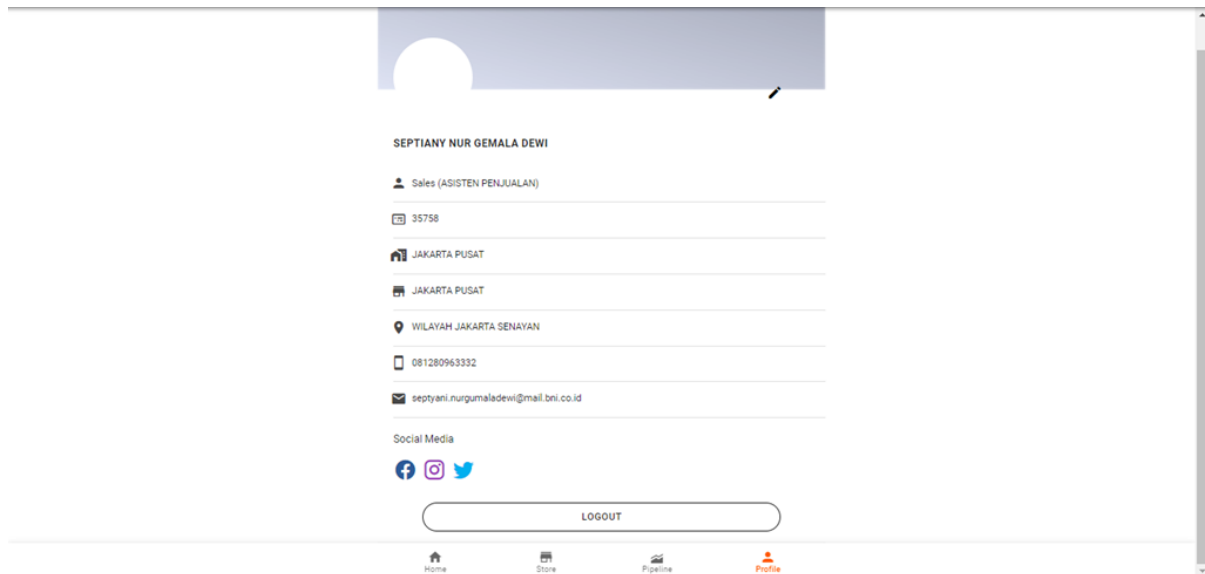 SEPTIANY NUR GEMALA DEWI
Sales (ASISTEN PENJUALAN)
35758
JAKARTA PUSAT
JAKARTA PUSAT
WILAYAH JAKARTA SENAYAN
081280963332
septyani.nurgumaladewi@mail.bni.co.id
Social Media
LOGOUT
Home Store Pipeline Profile